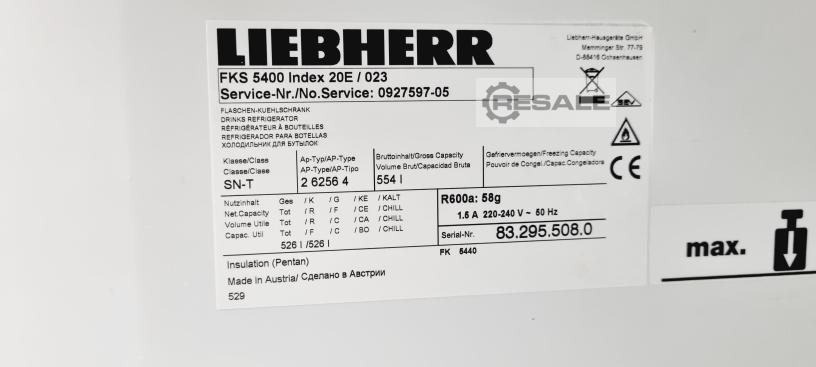 LIEBHERR
Liebherr-Hausgeräte GmbH
Memminger Str. 77-79
D-88416 Ochsenhausen
FKS 5400 Index 20E / 023
Service-Nr./No.Service: 0927597-05
RESALE
FLASCHEN-KUEHLSCHRANK
DRINKS REFRIGERATOR
RÉFRIGÉRATEUR À BOUTEILLES
REFRIGERADOR PARA BOTELLAS
ХОЛОДИЛЬНИК ДЛЯ БУТЫЛОК
SEV
CE
Klasse/Class
Classe/Clase
SN-T
Ap-Typ/AP-Type
AP-Type/AP-Tipo
2 6256 4
Bruttoinhalt/Gross Capacity
Volume Brut/Capacidad Bruta
554 l
Gefriervermoegen/Freezing Capacity
Pouvoir de Congel./Capac.Congeladora
Nutzinhalt Ges / K / G / KE / KALT
Net.Capacity Tot / R / F / CE / CHILL
Volume Utile Tot / R / C / CA / CHILL
Capac. Util Tot / F / C / BO / CHILL
526 l /526 l
R600a: 58g
1.5 A 220-240 V ~ 50 Hz
Serial-Nr. 83.295.508.0
FK 5440
Insulation (Pentan)
Made in Austria/ Сделано в Австрии
529
max.